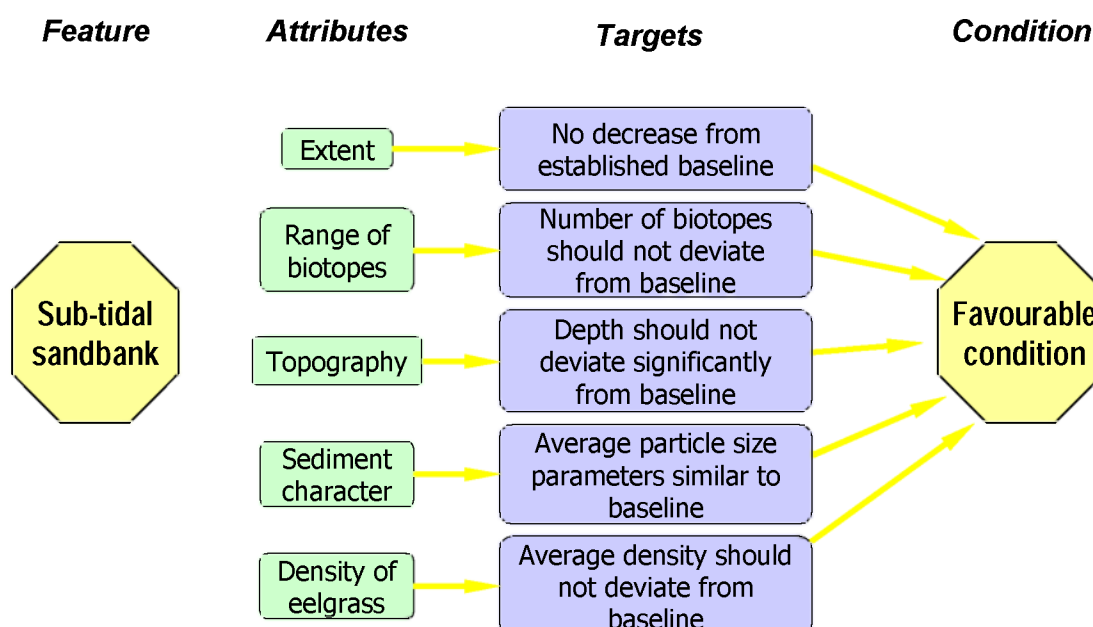 Feature Attributes Targets Condition
Sub-tidal
sandbank
Extent
No decrease from
established baseline
Range of
biotopes
Number of biotopes
should not deviate
from baseline
Topography
Depth should not
deviate significantly
from baseline
Sediment
character
Average particle size
parameters similar to
baseline
Density of
eelgrass
Average density should
not deviate from
baseline
Favourable
condition